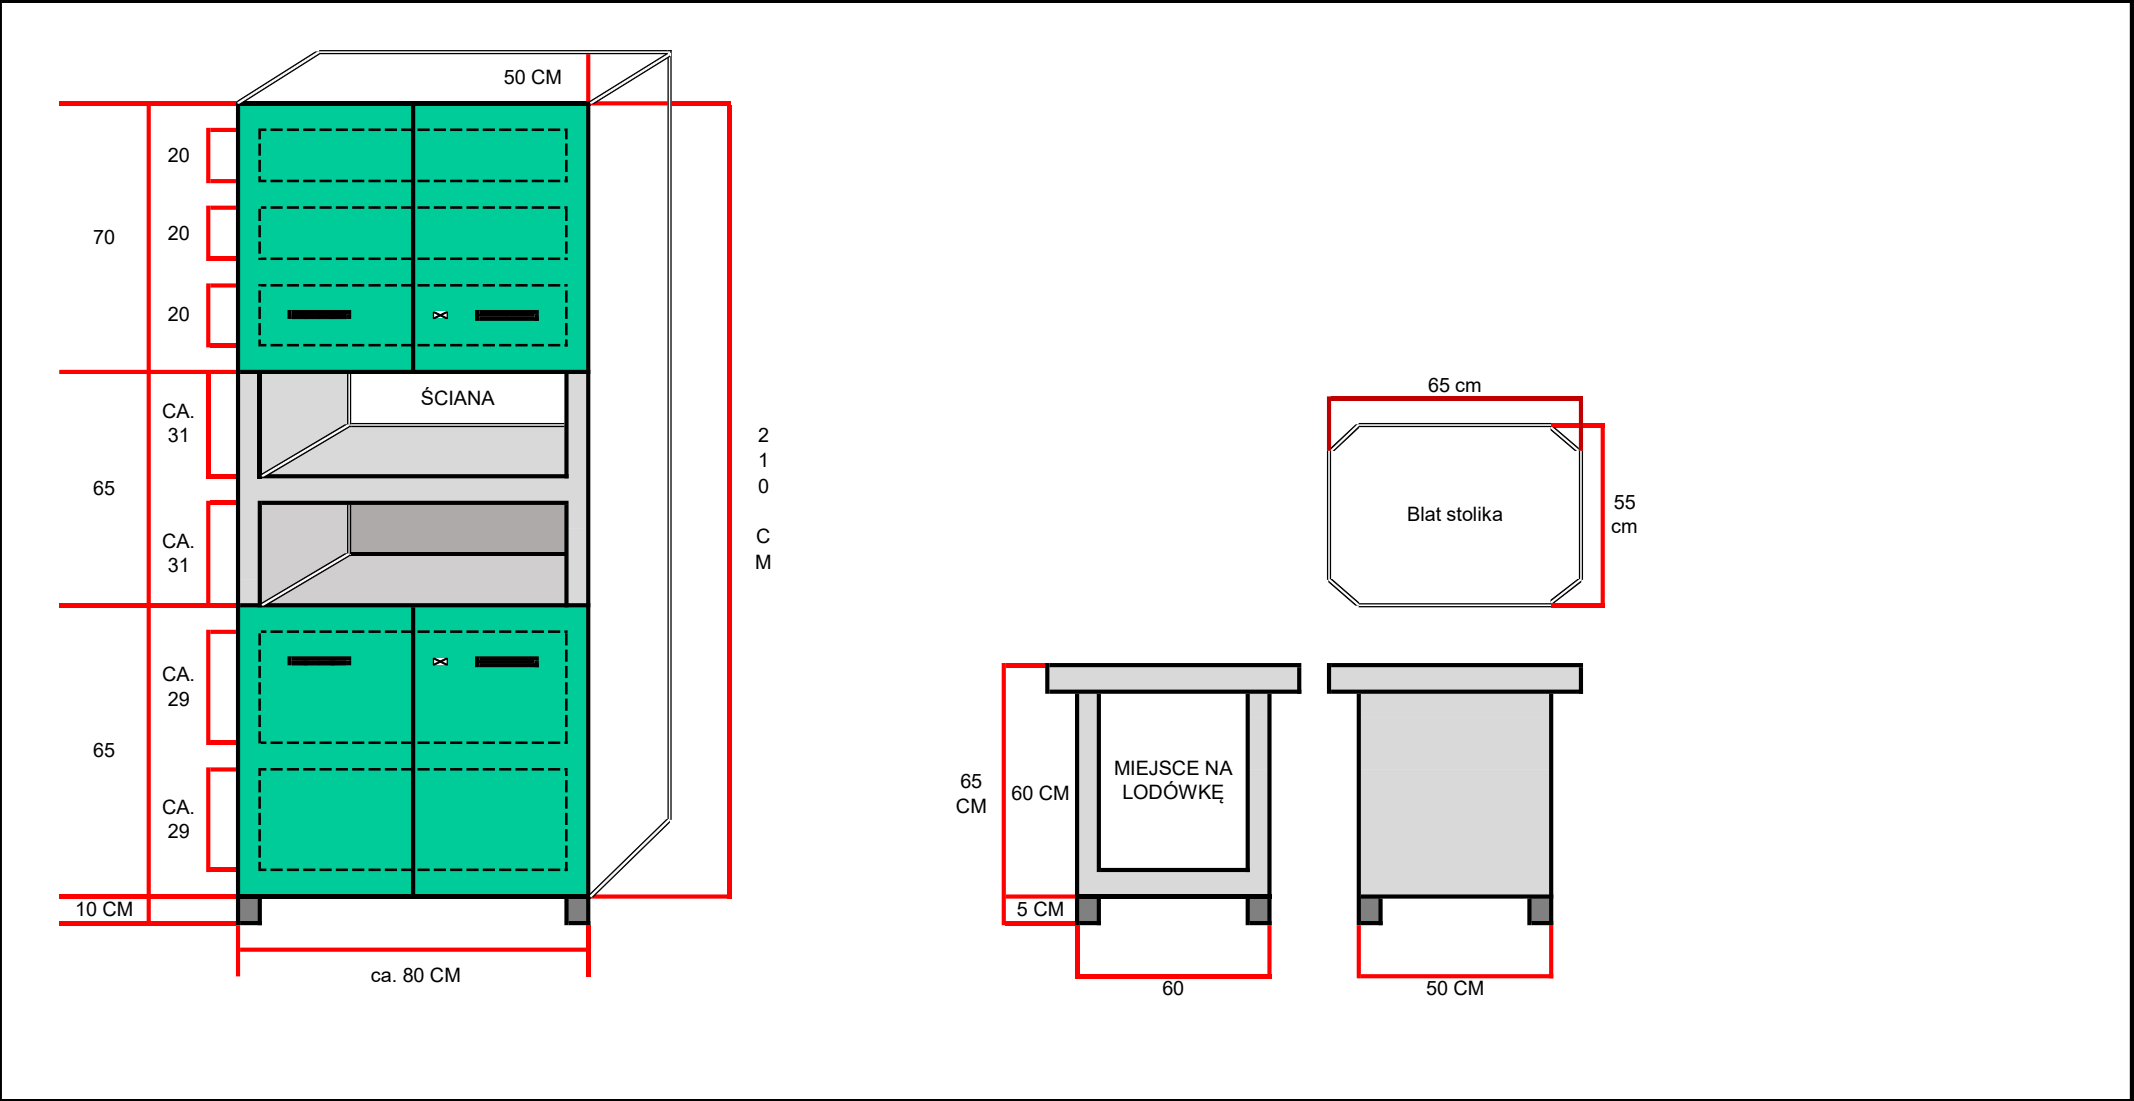 50 CM
20
70
20
20
ŚCIANA
CA.
31
65
CA.
31
2
1
0
C
M
CA.
29
65
CA.
29
10 CM
ca. 80 CM
65 cm
Blat stolika
55
cm
65
CM
60 CM
MIEJSCE NA
LODÓWKĘ
5 CM
60
50 CM